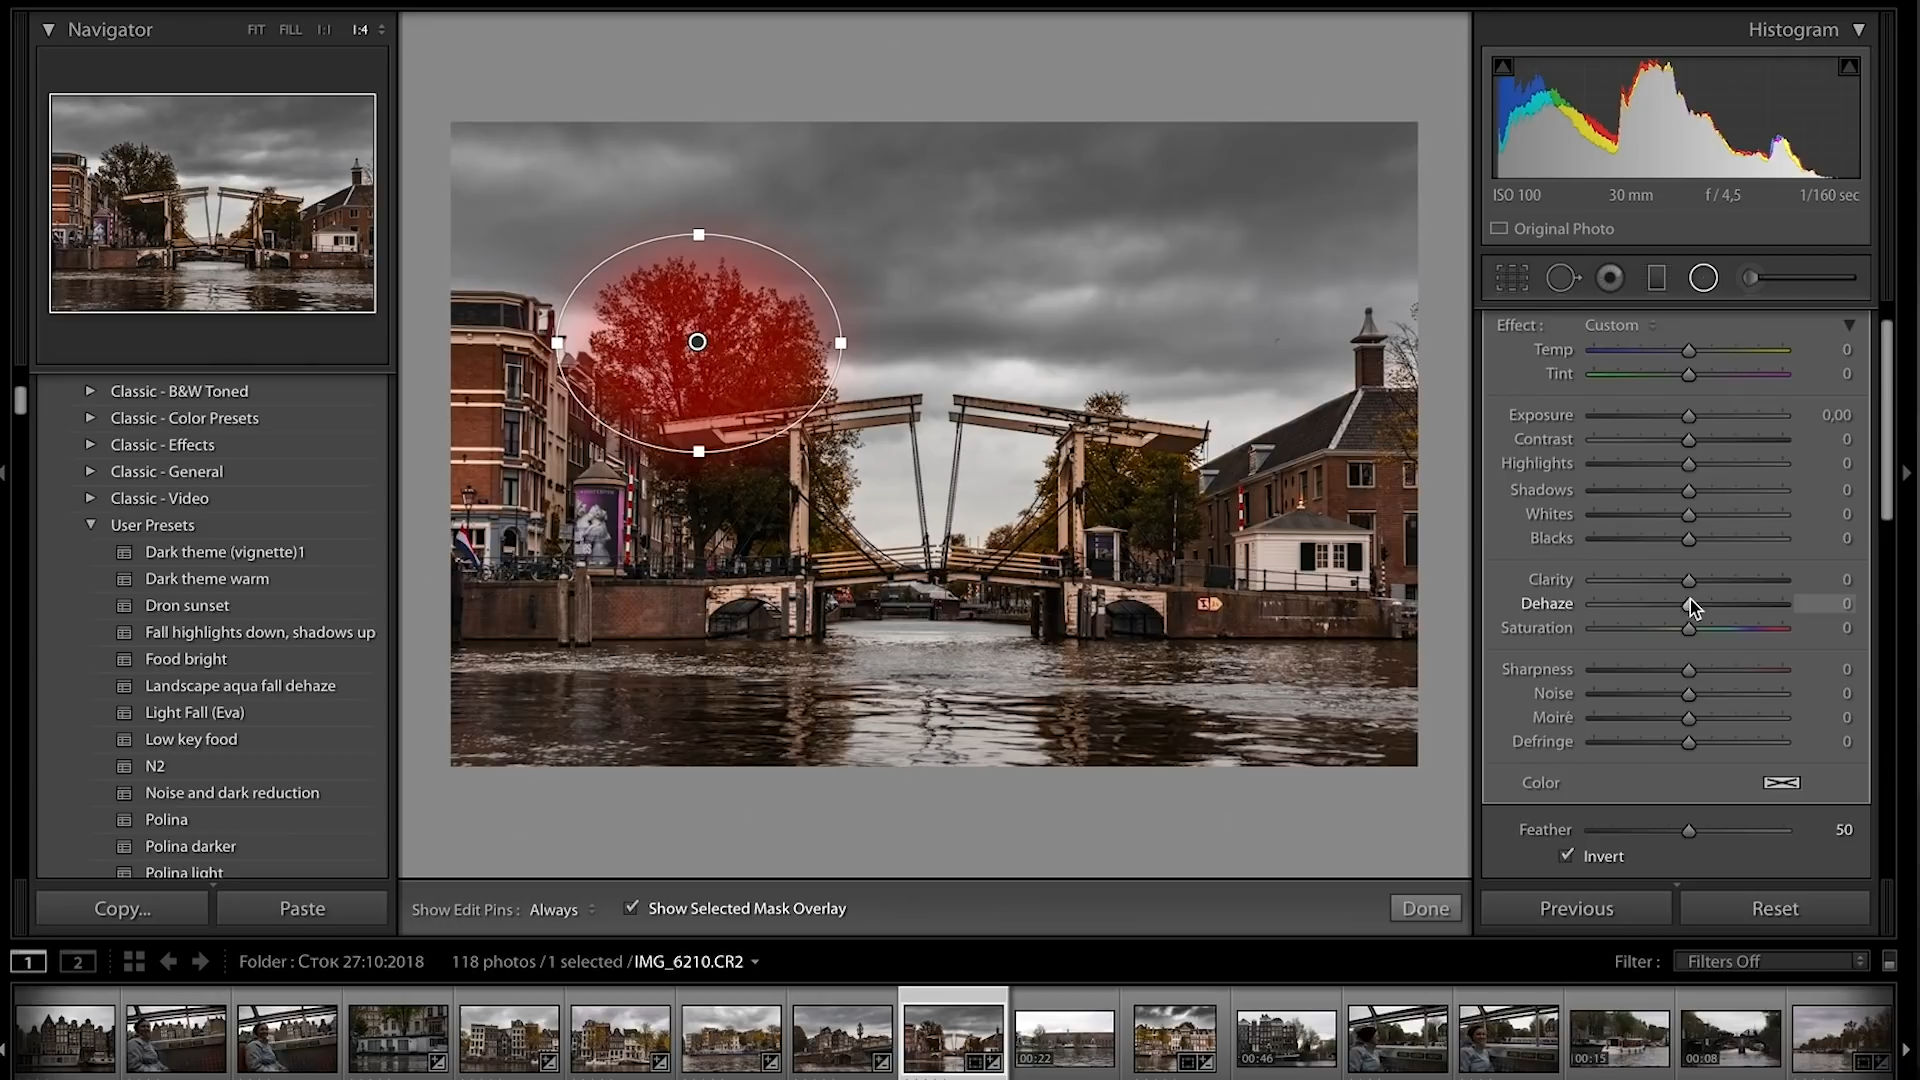 Navigator
FIT FILL 1:1 1:4
Classic - B&W Toned
Classic - Color Presets
Classic - Effects
Classic - General
Classic - Video
User Presets
Dark theme (vignette)1
Dark theme warm
Dron sunset
Fall highlights down, shadows up
Food bright
Landscape aqua fall dehaze
Light Fall (Eva)
Low key food
N2
Noise and dark reduction
Polina
Polina darker
Polina light
Copy...
Paste
Show Edit Pins : Always
Show Selected Mask Overlay
Done
Histogram
ISO 100 30 mm f / 4,5 1/160 sec
Original Photo
Effect : Custom
Temp 0
Tint 0
Exposure 0,00
Contrast 0
Highlights 0
Shadows 0
Whites 0
Blacks 0
Clarity 0
Dehaze 0
Saturation 0
Sharpness 0
Noise 0
Moiré 0
Defringe 0
Color
Feather 50
Invert
Previous
Reset
1 2 Folder : Сток 27:10:2018 118 photos / 1 selected / IMG_6210.CR2
Filter : Filters Off
00:22
00:46
00:15
00:08